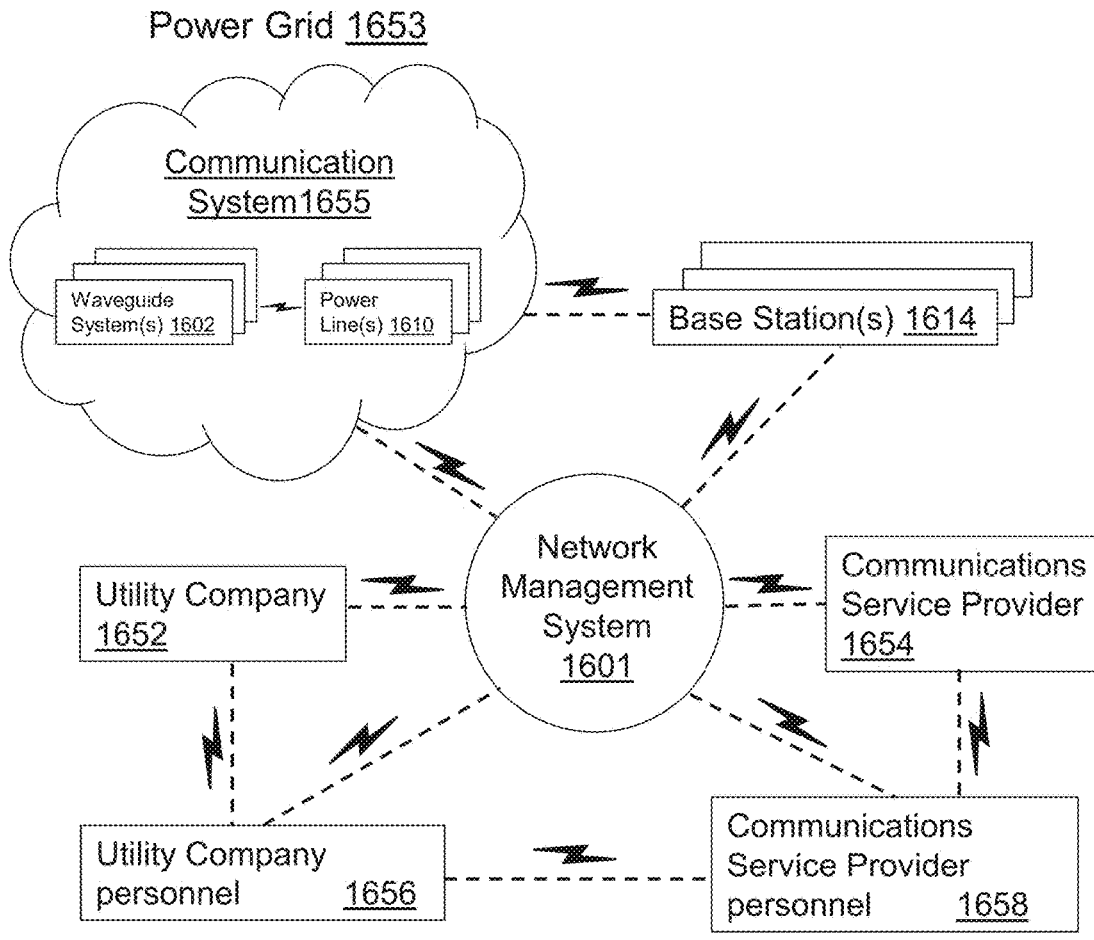 Power Grid 1653
Communication
System1655
Waveguide
System(s) 1602
Power
Line(s) 1610
Base Station(s) 1614
Network
Management
System
1601
Utility Company
1652
Communications
Service Provider
1654
Utility Company
personnel 1656
Communications
Service Provider
personnel 1658